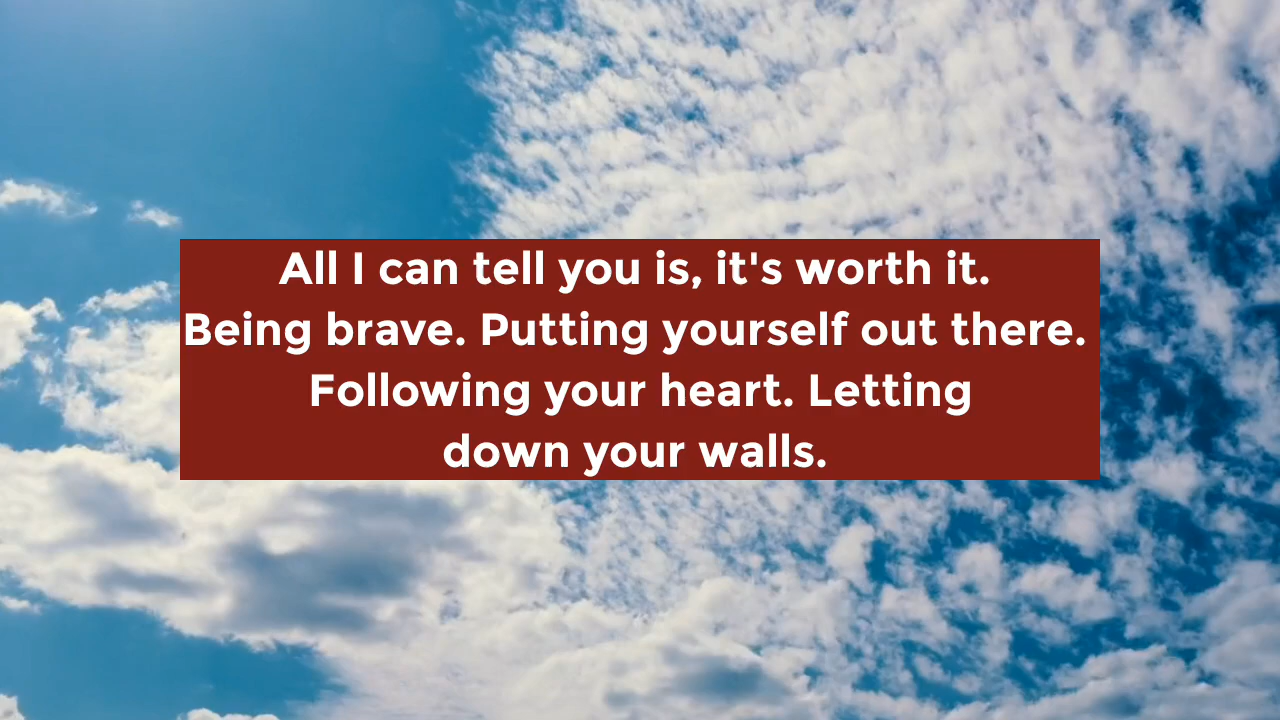 All I can tell you is, it's worth it.
Being brave. Putting yourself out there.
Following your heart. Letting
down your walls.